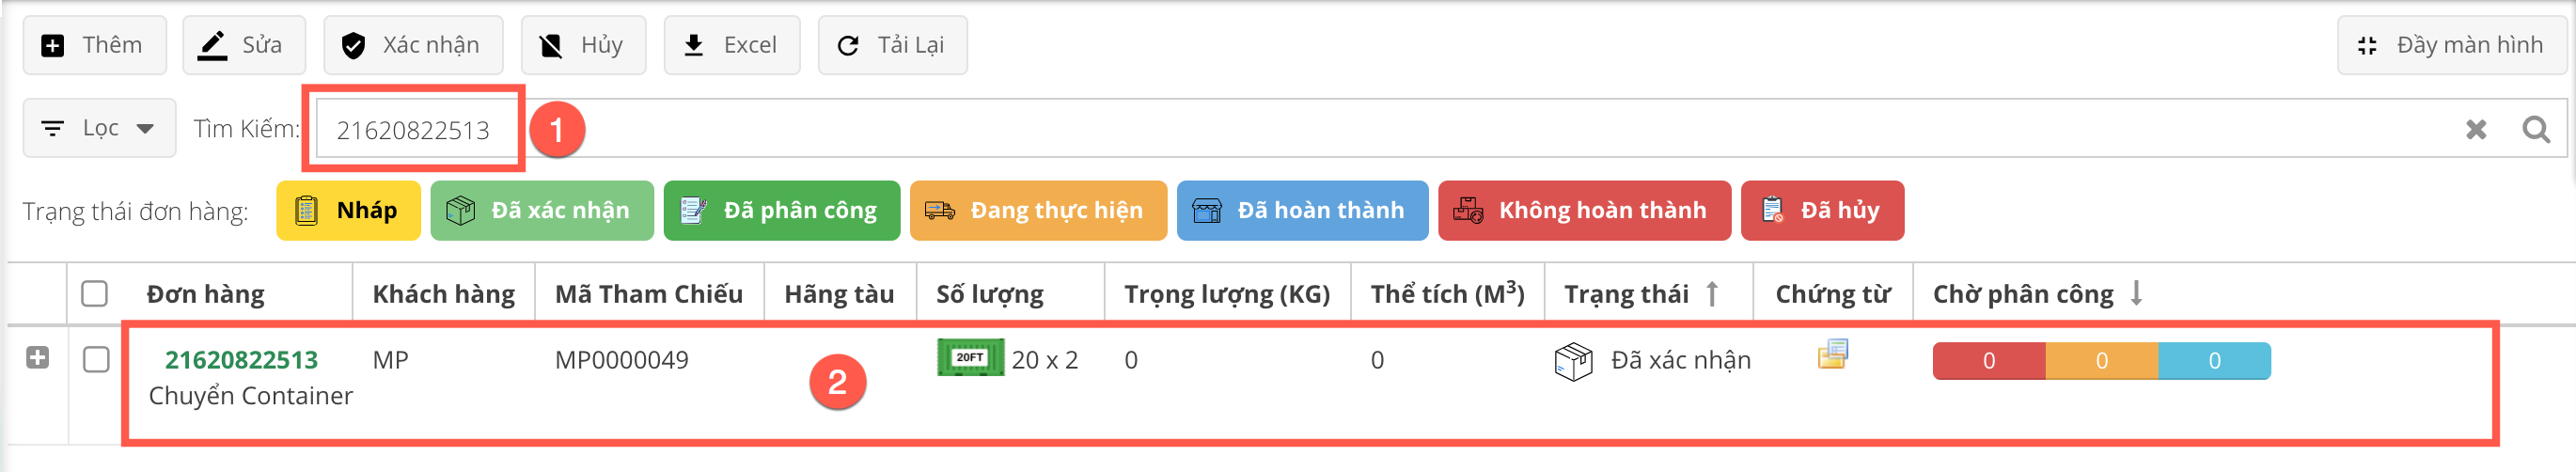 Thêm Sửa Xác nhận Hủy Excel Tải Lại Đầy màn hình
Lọc Tìm Kiếm: 21620822513 1
Trạng thái đơn hàng: Nháp Đã xác nhận Đã phân công Đang thực hiện Đã hoàn thành Không hoàn thành Đã hủy
Đơn hàng Khách hàng Mã Tham Chiếu Hãng tàu Số lượng Trọng lượng (KG) Thể tích (M³) Trạng thái ↑ Chứng từ Chờ phân công ↓
21620822513 MP MP0000049 20FT 20 x 2 0 0 Đã xác nhận 0 0 0
Chuyển Container 2